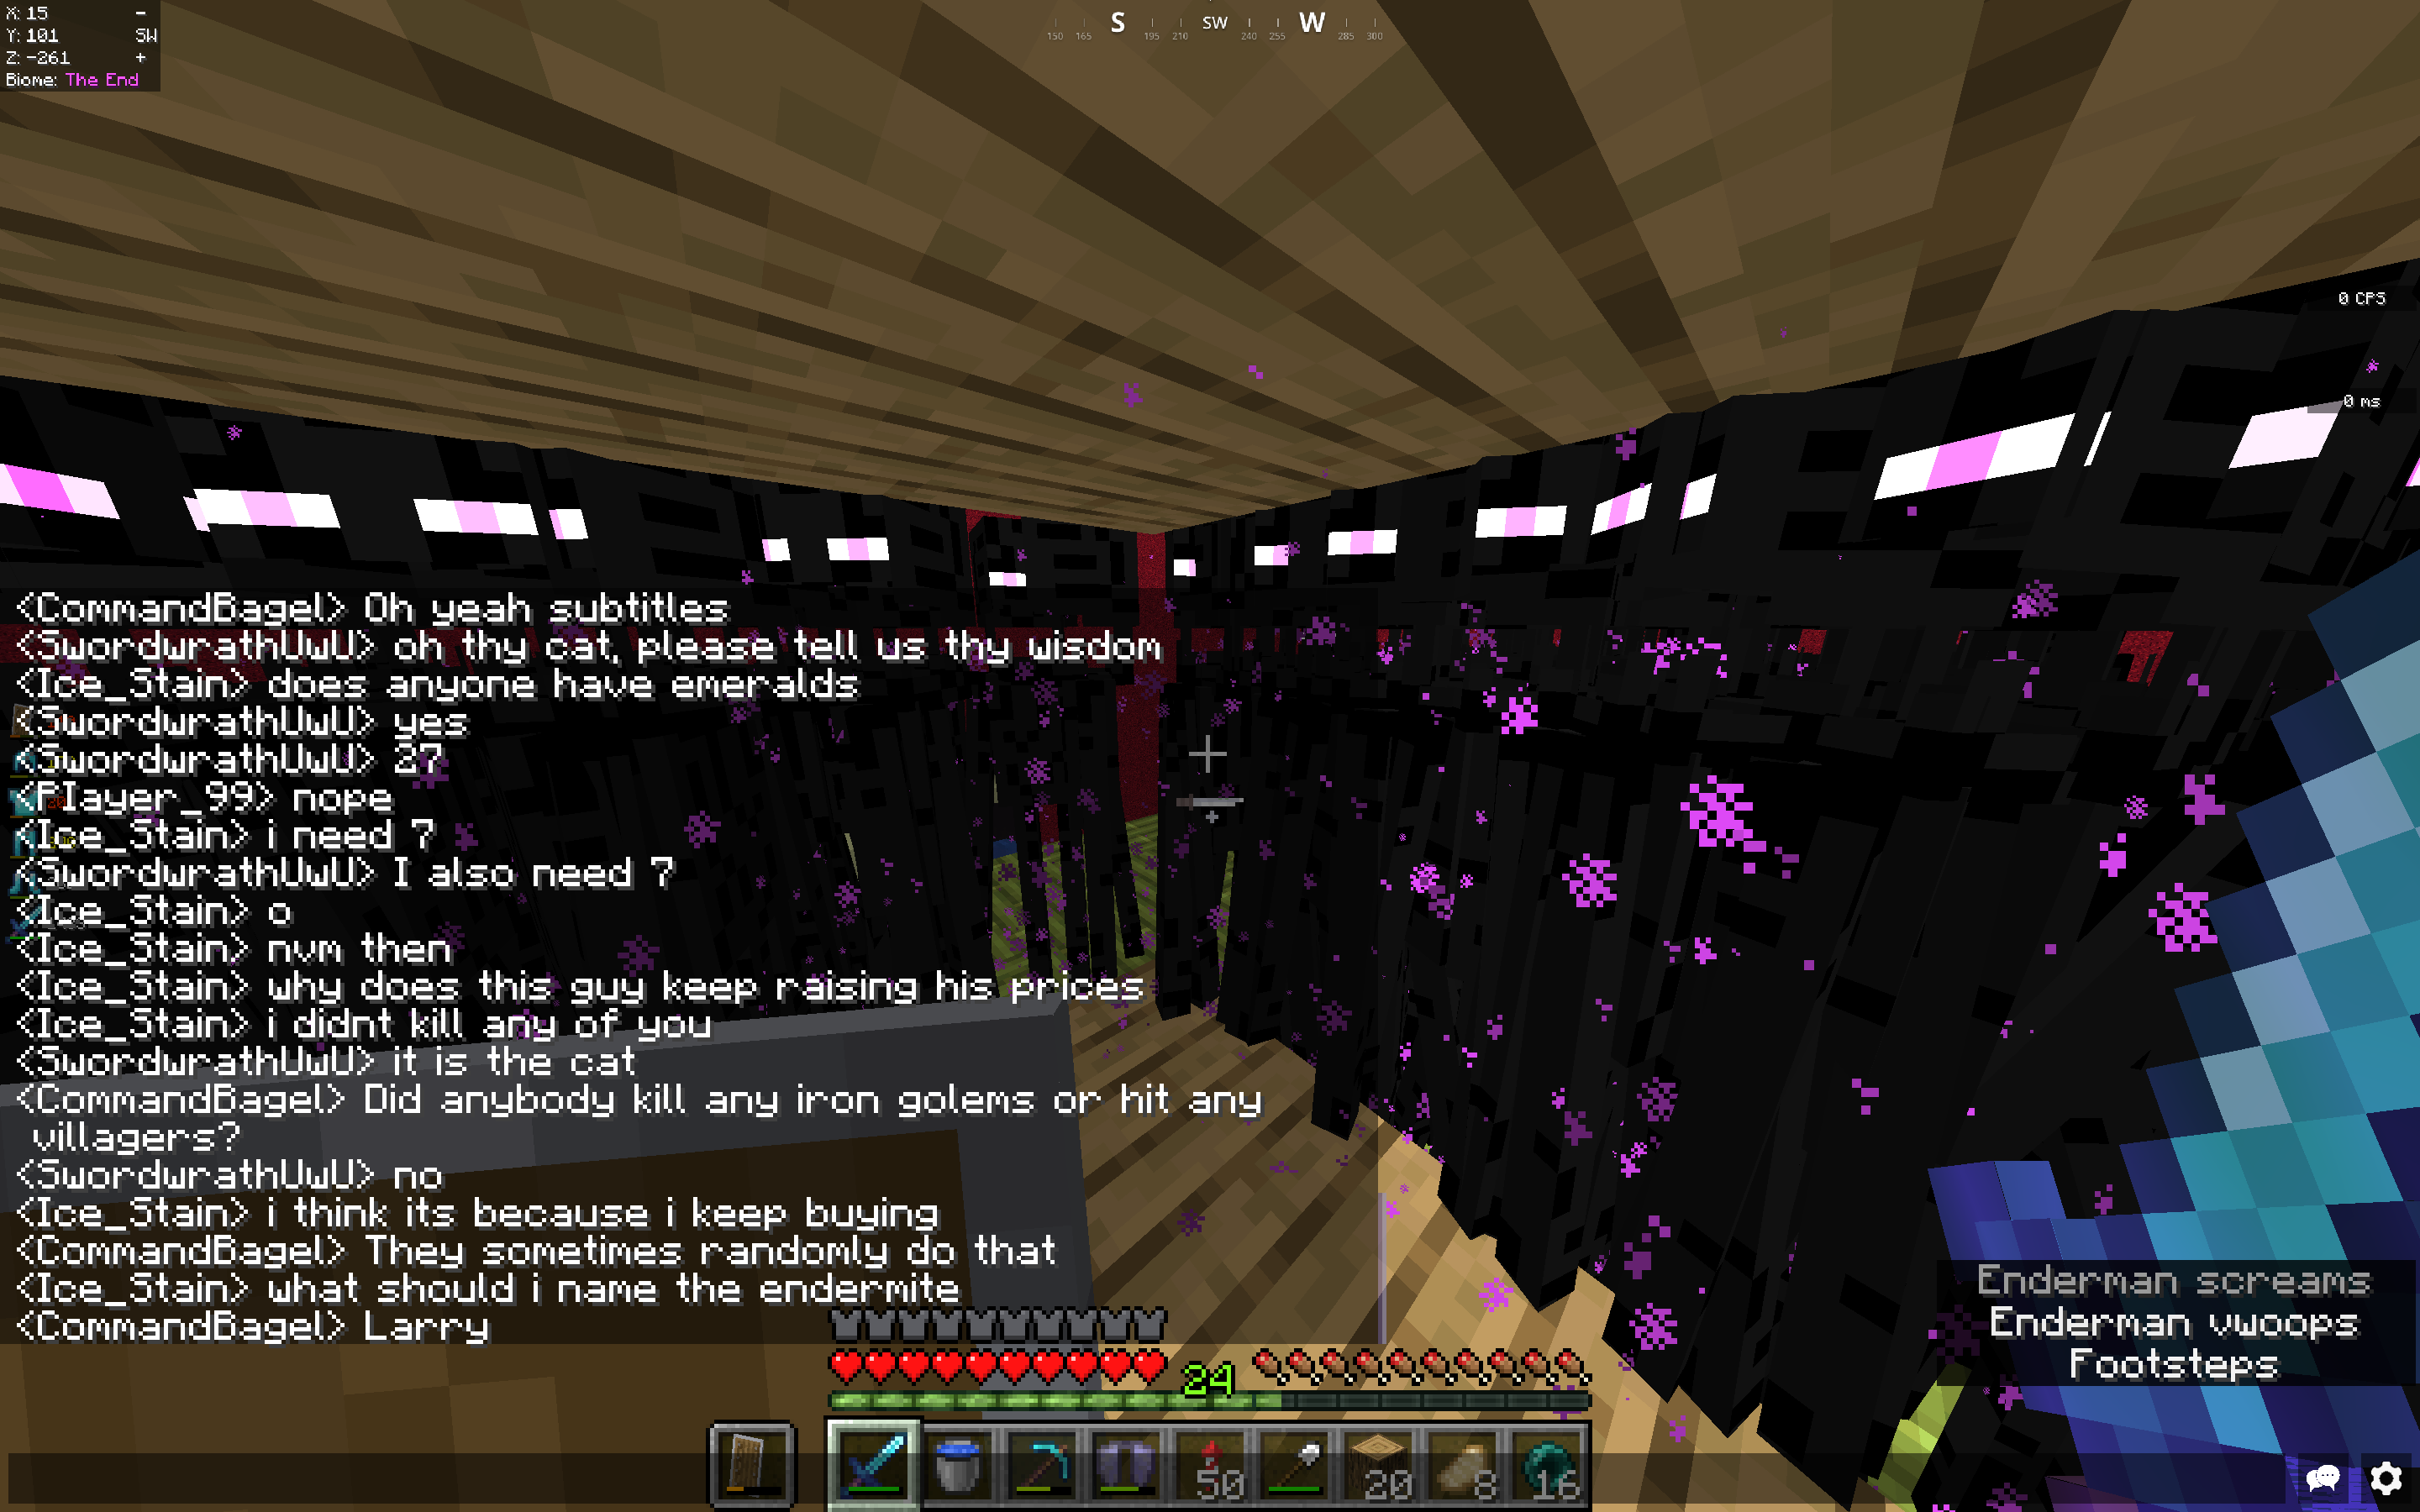 X: 15 -
Y: 101 SW
Z: -261 +
Biome: The End
S SW W
150 165 195 210 240 255 285 300
0 CPS
0 ms
<CommandBagel> Oh yeah subtitles
<SwordwrathUwU> oh thy cat, please tell us thy wisdom
<Ice_Stain> does anyone have emeralds
<SwordwrathUwU> yes
<SwordwrathUwU> 27
<PIayer_99> nope
<Ice_Stain> i need 7
<SwordwrathUwU> I also need 7
<Ice_Stain> o
<Ice_Stain> nvm then
<Ice_Stain> why does this guy keep raising his prices
<Ice_Stain> i didnt kill any of you
<SwordwrathUwU> it is the cat
<CommandBagel> Did anybody kill any iron golems or hit any
villagers?
<SwordwrathUwU> no
<Ice_Stain> i think its because i keep buying
<CommandBagel> They sometimes randomly do that
<Ice_Stain> what should i name the endermite
<CommandBagel> Larry
Enderman screams
Enderman vwoops
Footsteps
24
50 20 8 16